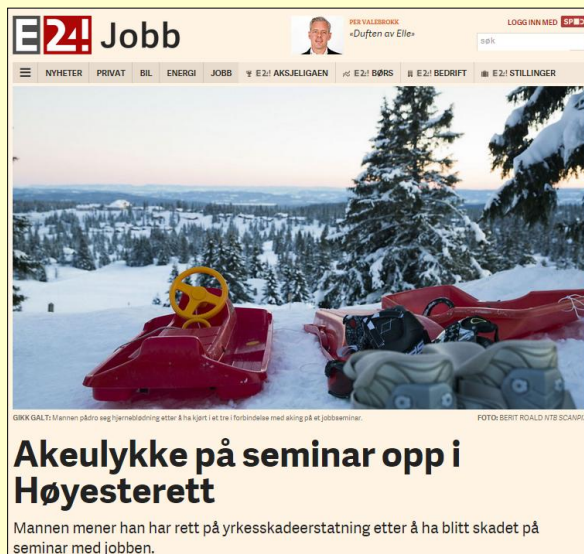 E24! Jobb
PER VALEBROKK
«Duften av Elle»
LOGG INN MED SP
søk
NYHETER PRIVAT BIL ENERGI JOBB E24! AKSJELIGAEN E24! BØRS E24! BEDRIFT E24! STILLINGER
GIKK GALT: Mannen pådro seg hjerneblødning etter å ha kjørt i et tre i forbindelse med aking på et jobbseminar.
FOTO: BERIT ROALD NTB SCANPIX
Akeulykke på seminar opp i
Høyesterett
Mannen mener han har rett på yrkesskadeerstatning etter å ha blitt skadet på
seminar med jobben.